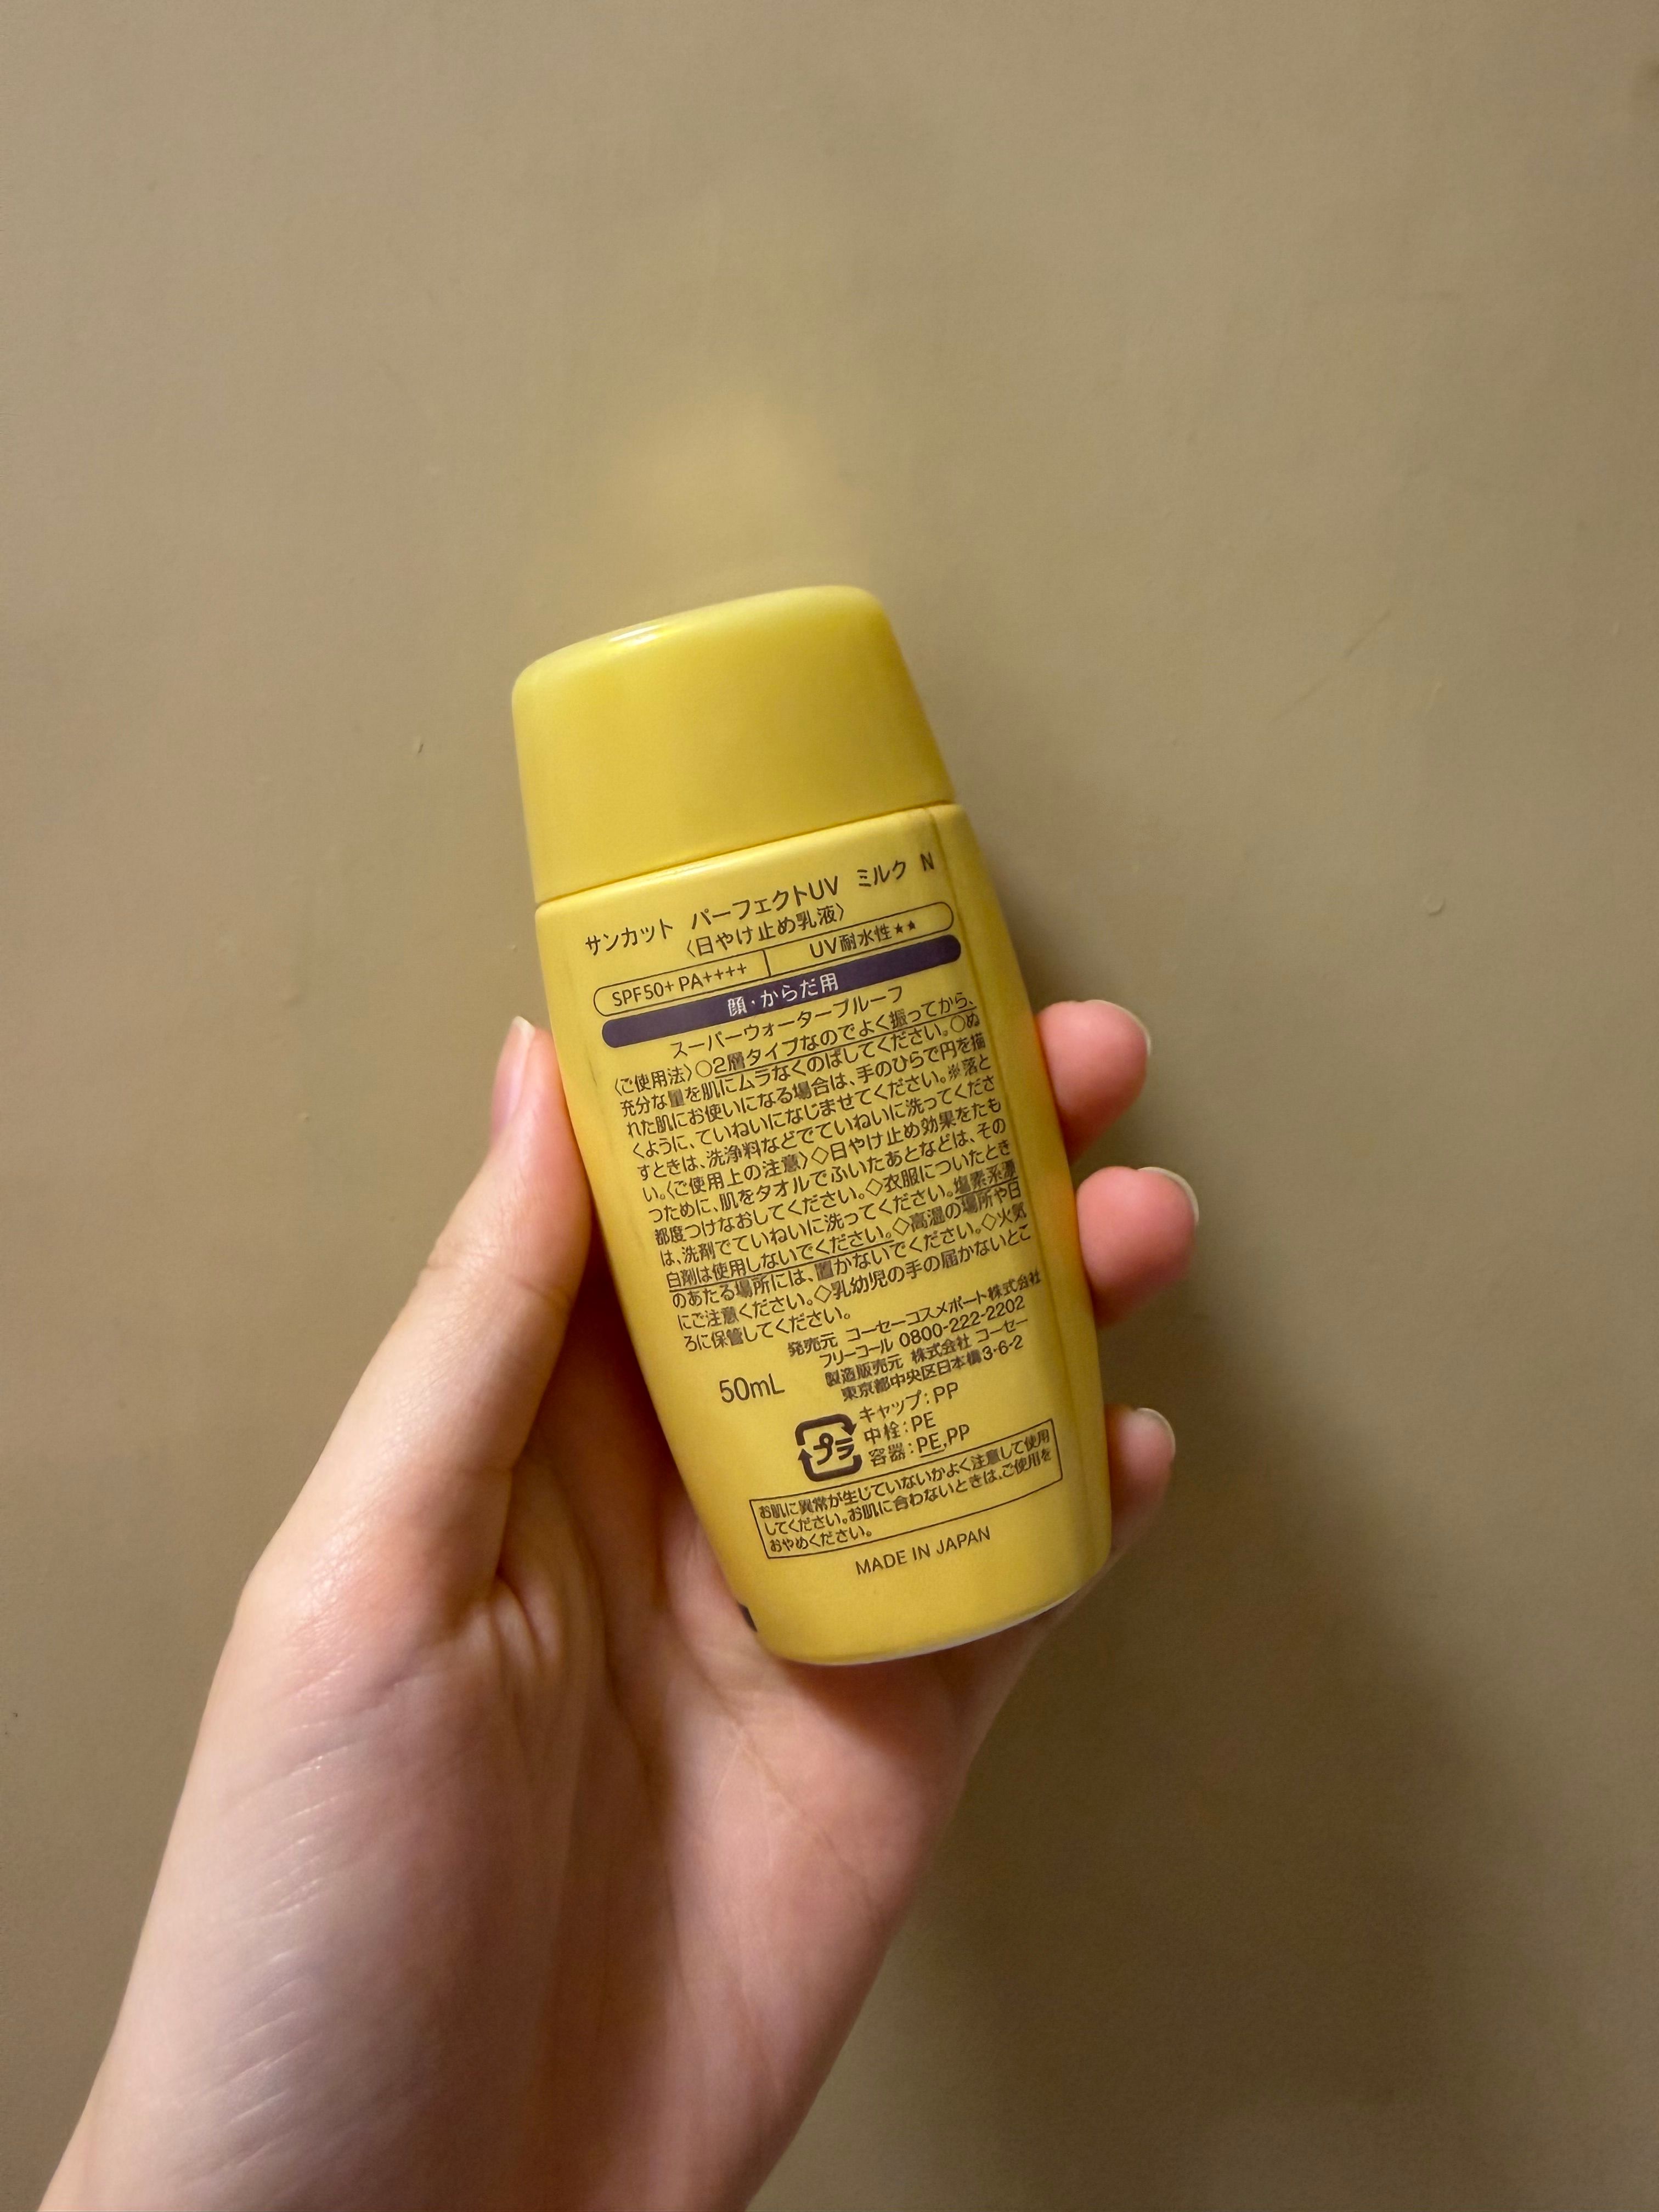 サンカット パーフェクトUV ミルク N
〈日やけ止め乳液〉
SPF50+ PA++++ UV耐水性★★
顔・からだ用
スーパーウォータープルーフ
〈ご使用法〉○2層タイプなのでよく振ってから、
充分な量を肌にムラなくのばしてください。○ぬ
れた肌にお使いになる場合は、手のひらで円を描
くように、ていねいになじませてください。※落と
すときは、洗浄料などでていねいに洗ってくださ
い。〈ご使用上の注意〉◇日やけ止め効果をたも
つために、肌をタオルでふいたあとなどは、その
都度つけなおしてください。◇衣服についたとき
は、洗剤でていねいに洗ってください。塩素系漂
白剤は使用しないでください。◇高温の場所や日
のあたる場所には、置かないでください。◇火気
にご注意ください。◇乳幼児の手の届かないとこ
ろに保管してください。
発売元 コーセーコスメポート株式会社
フリーコール 0800-222-2202
製造販売元 株式会社 コーセー
東京都中央区日本橋3-6-2
50mL
プラ
キャップ:PP
中栓:PE
容器:PE,PP
お肌に異常が生じていないかよく注意して使用
してください。お肌に合わないときは、ご使用を
おやめください。
MADE IN JAPAN